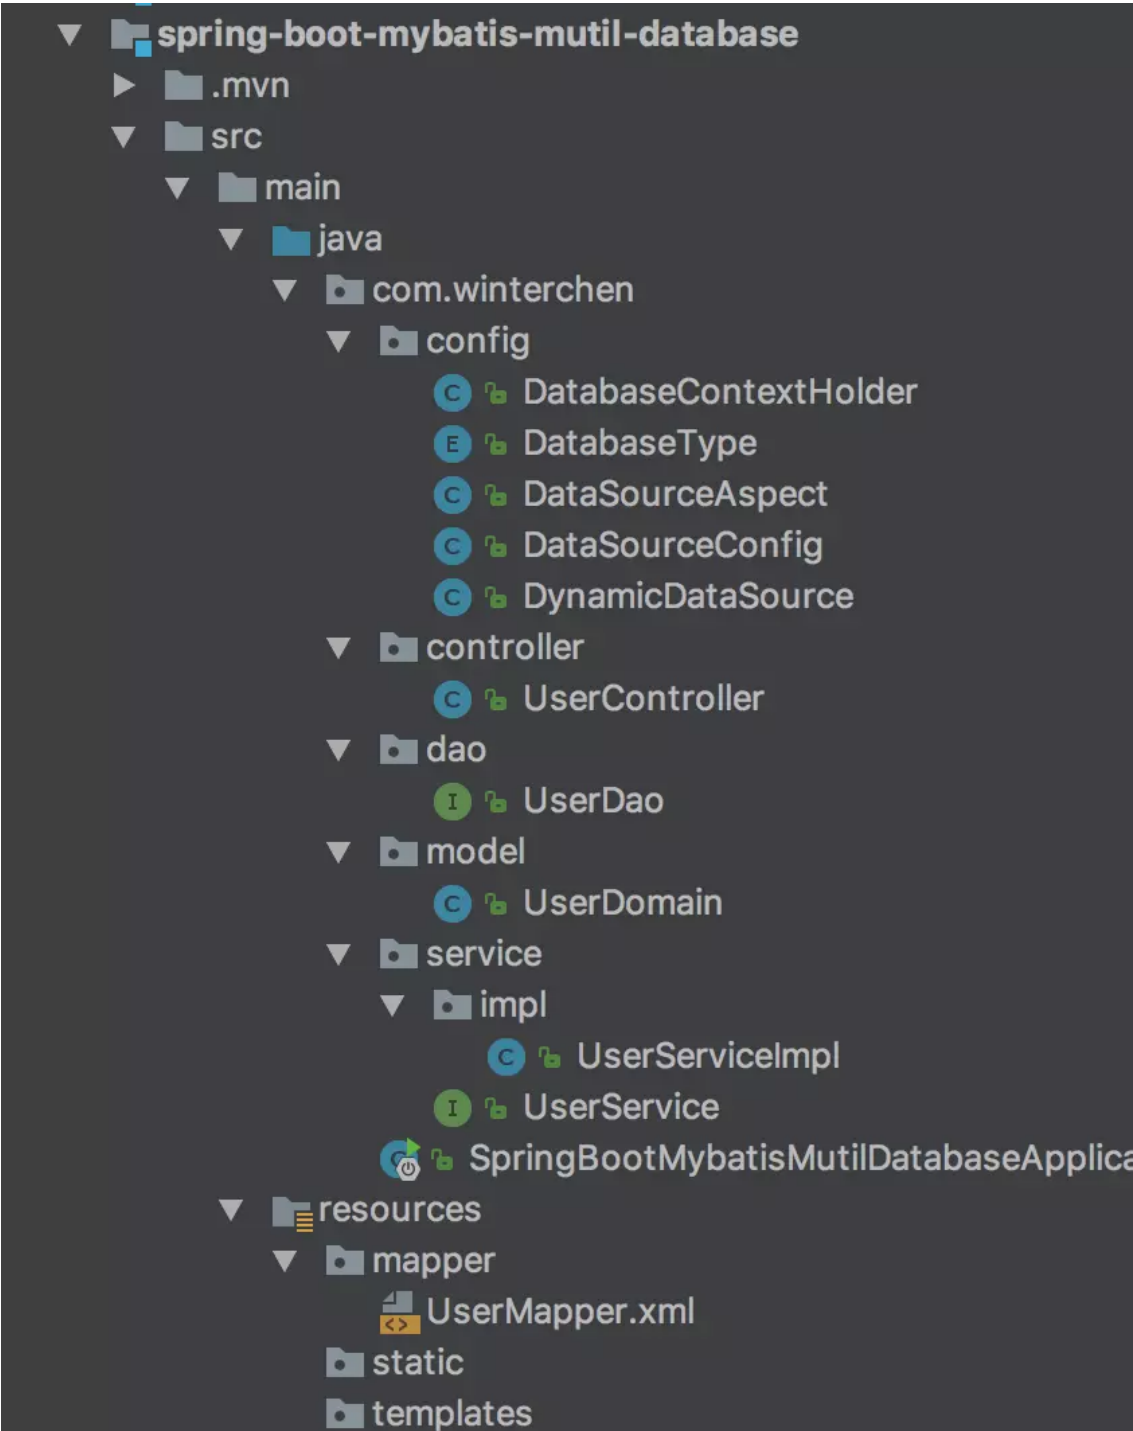 spring-boot-mybatis-mutil-database
.mvn
src
main
java
com.winterchen
config
C DatabaseContextHolder
E DatabaseType
C DataSourceAspect
C DataSourceConfig
C DynamicDataSource
controller
C UserController
dao
I UserDao
model
C UserDomain
service
impl
C UserServiceImpl
I UserService
C SpringBootMybatisMutilDatabaseApplica
resources
mapper
<> UserMapper.xml
static
templates